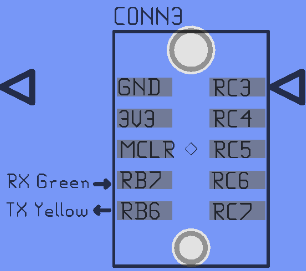 CONN3
GND RC3
3V3 RC4
MCLR RC5
RX Green RB7 RC6
TX Yellow RB6 RC7